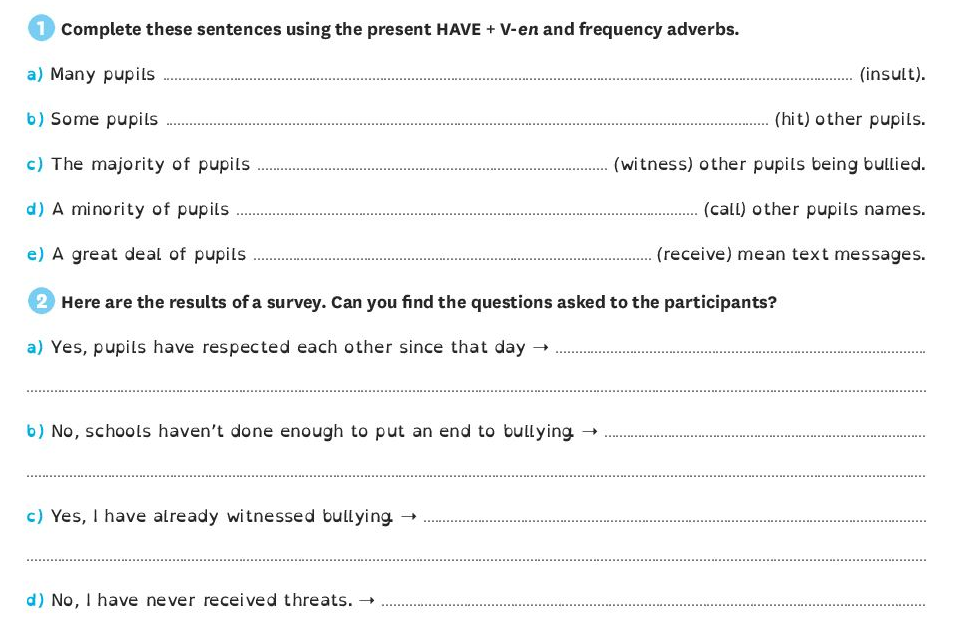 1 Complete these sentences using the present HAVE + V-en and frequency adverbs.
a) Many pupils ........ (insult).
b) Some pupils ........ (hit) other pupils.
c) The majority of pupils ........ (witness) other pupils being bullied.
d) A minority of pupils ........ (call) other pupils names.
e) A great deal of pupils ........ (receive) mean text messages.
2 Here are the results of a survey. Can you find the questions asked to the participants?
a) Yes, pupils have respected each other since that day → ........
b) No, schools haven't done enough to put an end to bullying. → ........
c) Yes, I have already witnessed bullying. → ........
d) No, I have never received threats. → ........